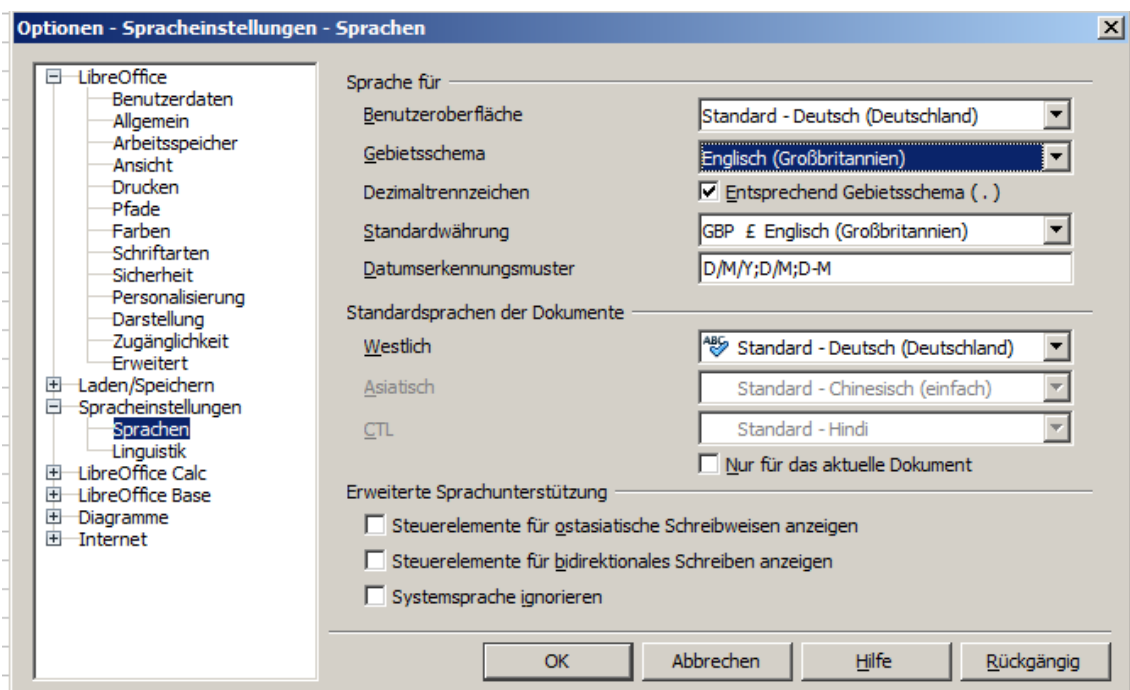 Optionen - Spracheinstellungen - Sprachen
LibreOffice
Benutzerdaten
Allgemein
Arbeitsspeicher
Ansicht
Drucken
Pfade
Farben
Schriftarten
Sicherheit
Personalisierung
Darstellung
Zugänglichkeit
Erweitert
Laden/Speichern
Spracheinstellungen
Sprachen
Linguistik
LibreOffice Calc
LibreOffice Base
Diagramme
Internet
Sprache für
Benutzeroberfläche Standard - Deutsch (Deutschland)
Gebietsschema Englisch (Großbritannien)
Dezimaltrennzeichen Entsprechend Gebietsschema ( . )
Standardwährung GBP £ Englisch (Großbritannien)
Datumserkennungsmuster D/M/Y;D/M;D-M
Standardsprachen der Dokumente
Westlich ABC Standard - Deutsch (Deutschland)
Asiatisch Standard - Chinesisch (einfach)
CTL Standard - Hindi
Nur für das aktuelle Dokument
Erweiterte Sprachunterstützung
Steuerelemente für ostasiatische Schreibweisen anzeigen
Steuerelemente für bidirektionales Schreiben anzeigen
Systemsprache ignorieren
OK Abbrechen Hilfe Rückgängig